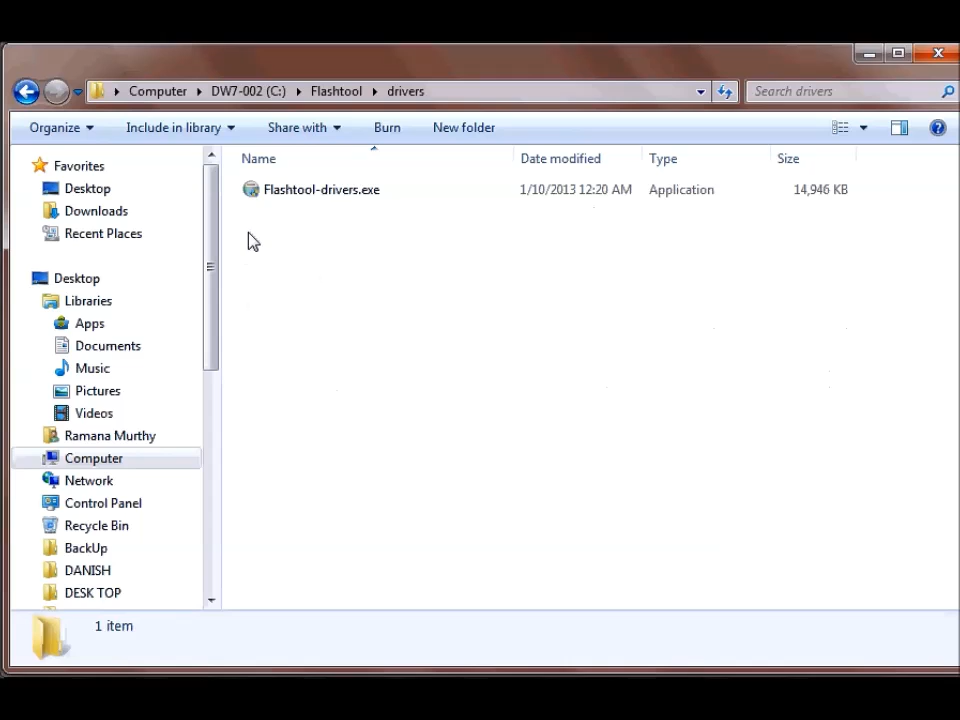 Computer DW7-002 (C:) Flashtool drivers
Search drivers
Organize Include in library Share with Burn New folder
Name Date modified Type Size
Flashtool-drivers.exe 1/10/2013 12:20 AM Application 14,946 KB
Favorites
Desktop
Downloads
Recent Places
Desktop
Libraries
Apps
Documents
Music
Pictures
Videos
Ramana Murthy
Computer
Network
Control Panel
Recycle Bin
BackUp
DANISH
DESK TOP
1 item